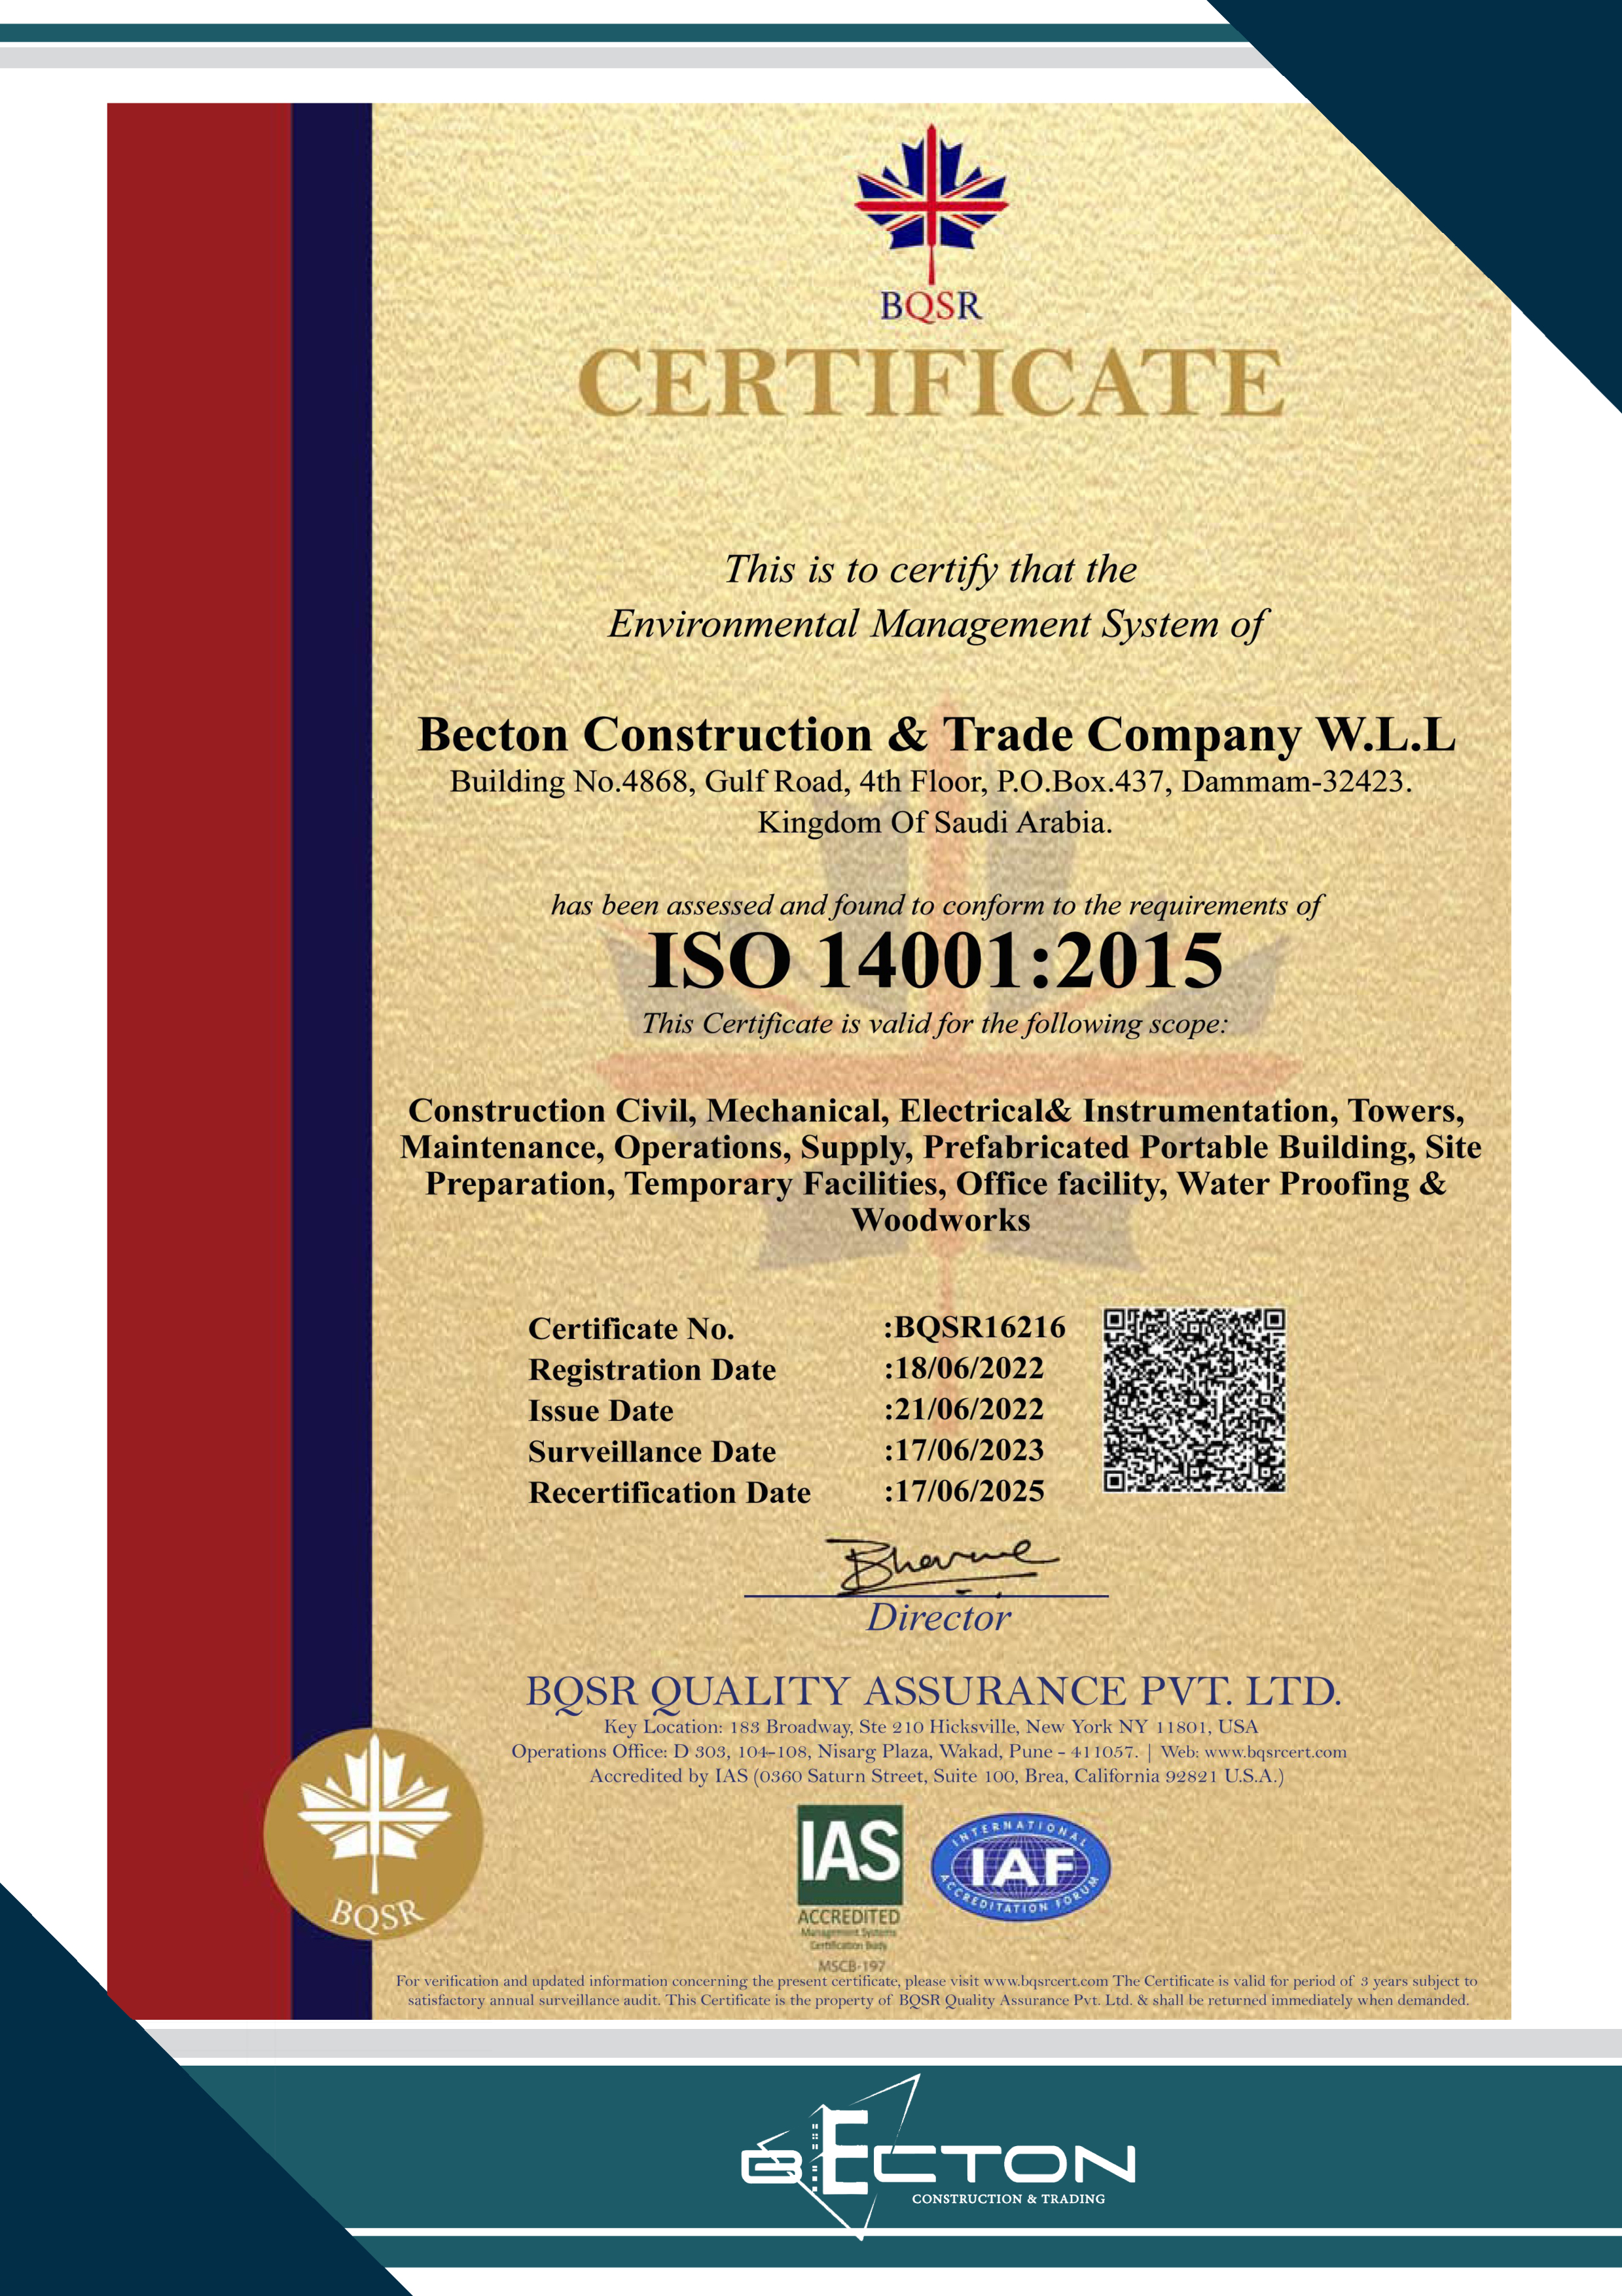 BQSR
CERTIFICATE
This is to certify that the
Environmental Management System of
Becton Construction & Trade Company W.L.L
Building No.4868, Gulf Road, 4th Floor, P.O.Box.437, Dammam-32423.
Kingdom Of Saudi Arabia.
has been assessed and found to conform to the requirements of
ISO 14001:2015
This Certificate is valid for the following scope:
Construction Civil, Mechanical, Electrical& Instrumentation, Towers,
Maintenance, Operations, Supply, Prefabricated Portable Building, Site
Preparation, Temporary Facilities, Office facility, Water Proofing &
Woodworks
Certificate No. :BQSR16216
Registration Date :18/06/2022
Issue Date :21/06/2022
Surveillance Date :17/06/2023
Recertification Date :17/06/2025
Director
BQSR QUALITY ASSURANCE PVT. LTD.
Key Location: 183 Broadway, Ste 210 Hicksville, New York NY 11801, USA
Operations Office: D 303, 104-108, Nisarg Plaza, Wakad, Pune - 411057. | Web: www.bqsrcert.com
Accredited by IAS (0360 Saturn Street, Suite 100, Brea, California 92821 U.S.A.)
IAS
ACCREDITED
Management Systems
Certification Body
MSCB-197
INTERNATIONAL
IAF
ACCREDITATION FORUM
BQSR
For verification and updated information concerning the present certificate, please visit www.bqsrcert.com The Certificate is valid for period of 3 years subject to
satisfactory annual surveillance audit. This Certificate is the property of BQSR Quality Assurance Pvt. Ltd. & shall be returned immediately when demanded.
BECTON
CONSTRUCTION & TRADING